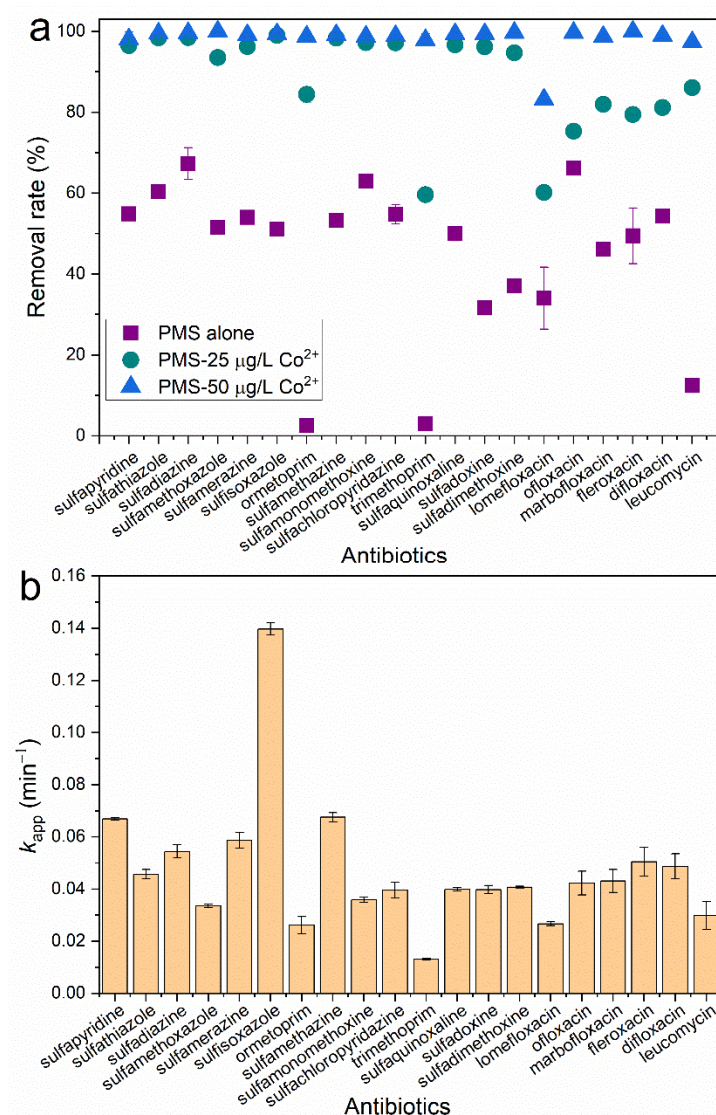 a
100
80
60
40
20
0
Removal rate (%)
PMS alone
PMS-25 μg/L Co²⁺
PMS-50 μg/L Co²⁺
sulfapyridine
sulfathiazole
sulfadiazine
sulfamethoxazole
sulfamerazine
sulfisoxazole
ormetoprim
sulfamethazine
sulfamonomethoxine
sulfachloropyridazine
trimethoprim
sulfaquinoxaline
sulfadoxine
sulfadimethoxine
lomefloxacin
ofloxacin
marbofloxacin
fleroxacin
difloxacin
leucomycin
Antibiotics
b
0.16
0.14
0.12
0.10
0.08
0.06
0.04
0.02
0.00
kapp (min⁻¹)
sulfapyridine
sulfathiazole
sulfadiazine
sulfamethoxazole
sulfamerazine
sulfisoxazole
ormetoprim
sulfamethazine
sulfamonomethoxine
sulfachloropyridazine
trimethoprim
sulfaquinoxaline
sulfadoxine
sulfadimethoxine
lomefloxacin
ofloxacin
marbofloxacin
fleroxacin
difloxacin
leucomycin
Antibiotics